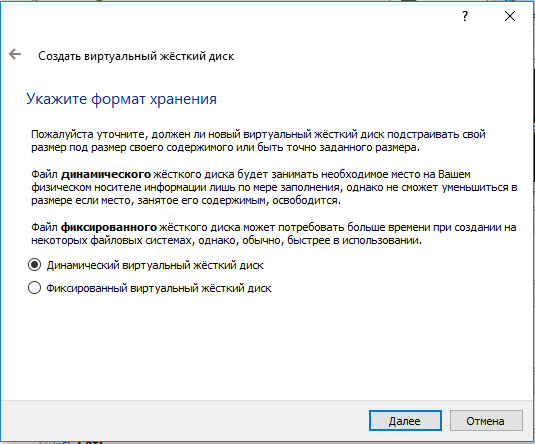 ?
Создать виртуальный жёсткий диск
Укажите формат хранения
Пожалуйста уточните, должен ли новый виртуальный жёсткий диск подстраивать свой
размер под размер своего содержимого или быть точно заданного размера.
Файл динамического жёсткого диска будет занимать необходимое место на Вашем
физическом носителе информации лишь по мере заполнения, однако не сможет уменьшиться в
размере если место, занятое его содержимым, освободится.
Файл фиксированного жёсткого диска может потребовать больше времени при создании на
некоторых файловых системах, однако, обычно, быстрее в использовании.
Динамический виртуальный жёсткий диск
Фиксированный виртуальный жёсткий диск
Далее
Отмена